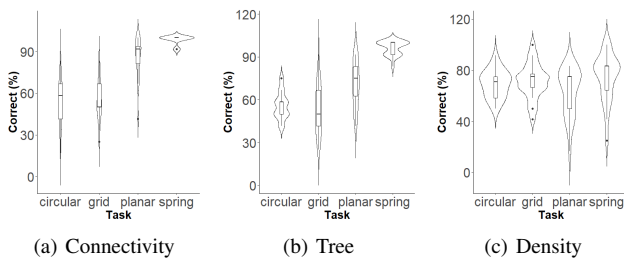 Correct (%)
90
60
30
0
circular grid planar spring
Task
(a) Connectivity
Correct (%)
120
90
60
30
0
circular grid planar spring
Task
(b) Tree
Correct (%)
120
80
40
0
circular grid planar spring
Task
(c) Density